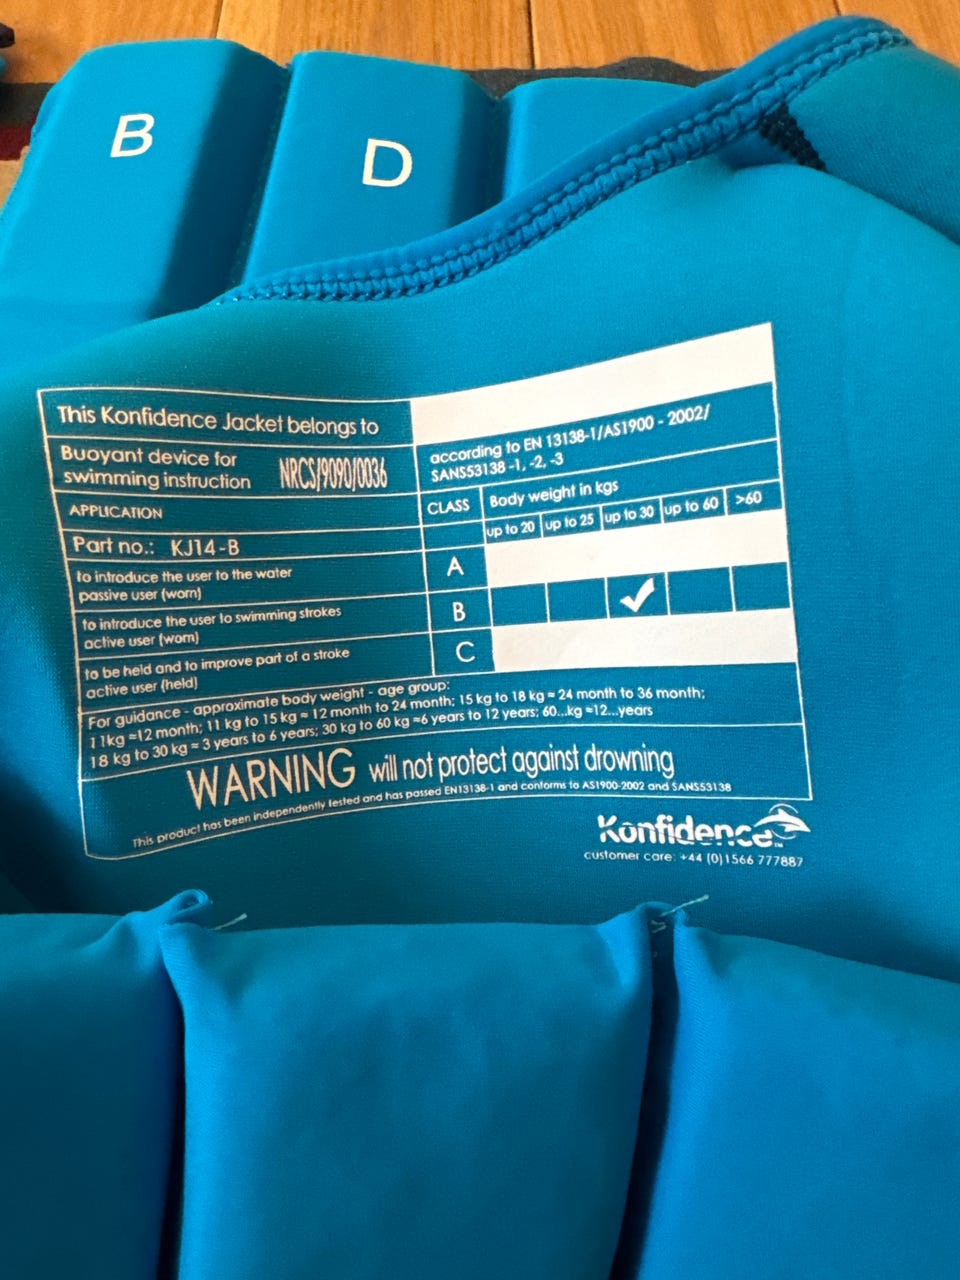 B
D
This Konfidence Jacket belongs to
Buoyant device for
swimming instruction NRCS/9090/0036
according to EN 13138-1/AS1900 - 2002/
SANS53138 -1, -2, -3
APPLICATION
CLASS
Body weight in kgs
up to 20 up to 25 up to 30 up to 60 >60
Part no.: KJ14-B
to introduce the user to the water
passive user (worn)
A
to introduce the user to swimming strokes
active user (worn)
B
to be held and to improve part of a stroke
active user (held)
C
For guidance - approximate body weight - age group:
11kg ≈12 month; 11 kg to 15 kg ≈ 12 month to 24 month; 15 kg to 18 kg ≈ 24 month to 36 month;
18 kg to 30 kg ≈ 3 years to 6 years; 30 kg to 60 kg ≈6 years to 12 years; 60...kg ≈12...years
WARNING will not protect against drowning
This product has been independently tested and has passed EN13138-1 and conforms to AS1900-2002 and SANS53138
Konfidence™
customer care: +44 (0)1566 777887